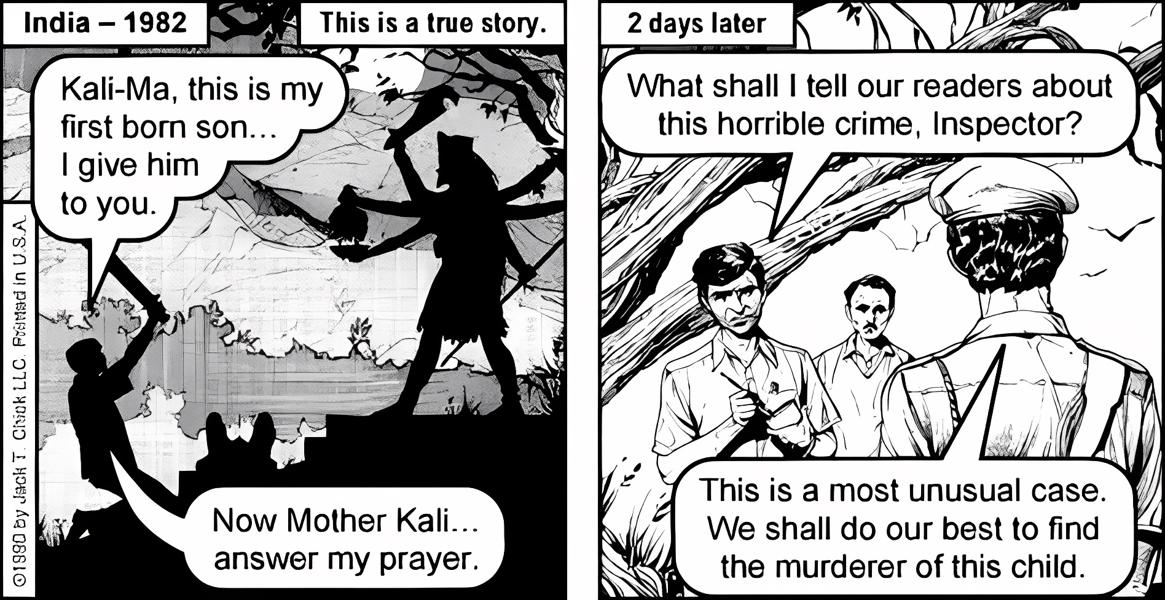 India – 1982
This is a true story.
Kali-Ma, this is my
first born son...
I give him
to you.
Now Mother Kali...
answer my prayer.
©1990 by Jack T. Chick LLC. Printed in U.S.A.
2 days later
What shall I tell our readers about
this horrible crime, Inspector?
This is a most unusual case.
We shall do our best to find
the murderer of this child.